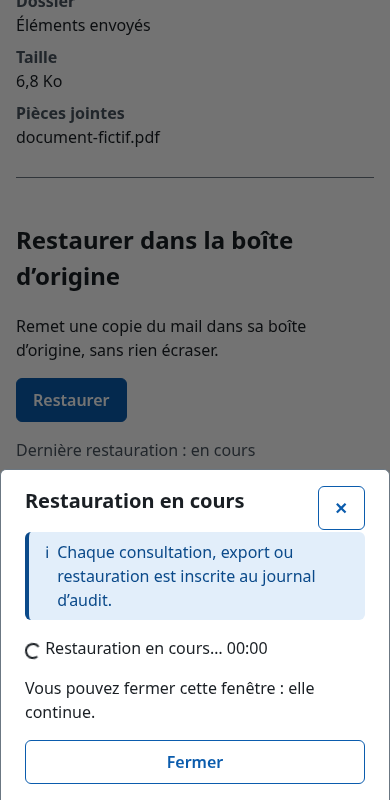 Dossier
Éléments envoyés
Taille
6,8 Ko
Pièces jointes
document-fictif.pdf
Restaurer dans la boîte
d’origine
Remet une copie du mail dans sa boîte
d’origine, sans rien écraser.
Restaurer
Dernière restauration : en cours
Restauration en cours
×
i Chaque consultation, export ou
restauration est inscrite au journal
d’audit.
Restauration en cours… 00:00
Vous pouvez fermer cette fenêtre : elle
continue.
Fermer